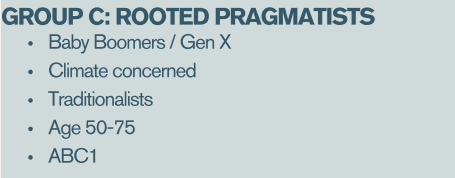 GROUP C: ROOTED PRAGMATISTS
• Baby Boomers / Gen X
• Climate concerned
• Traditionalists
• Age 50-75
• ABC1